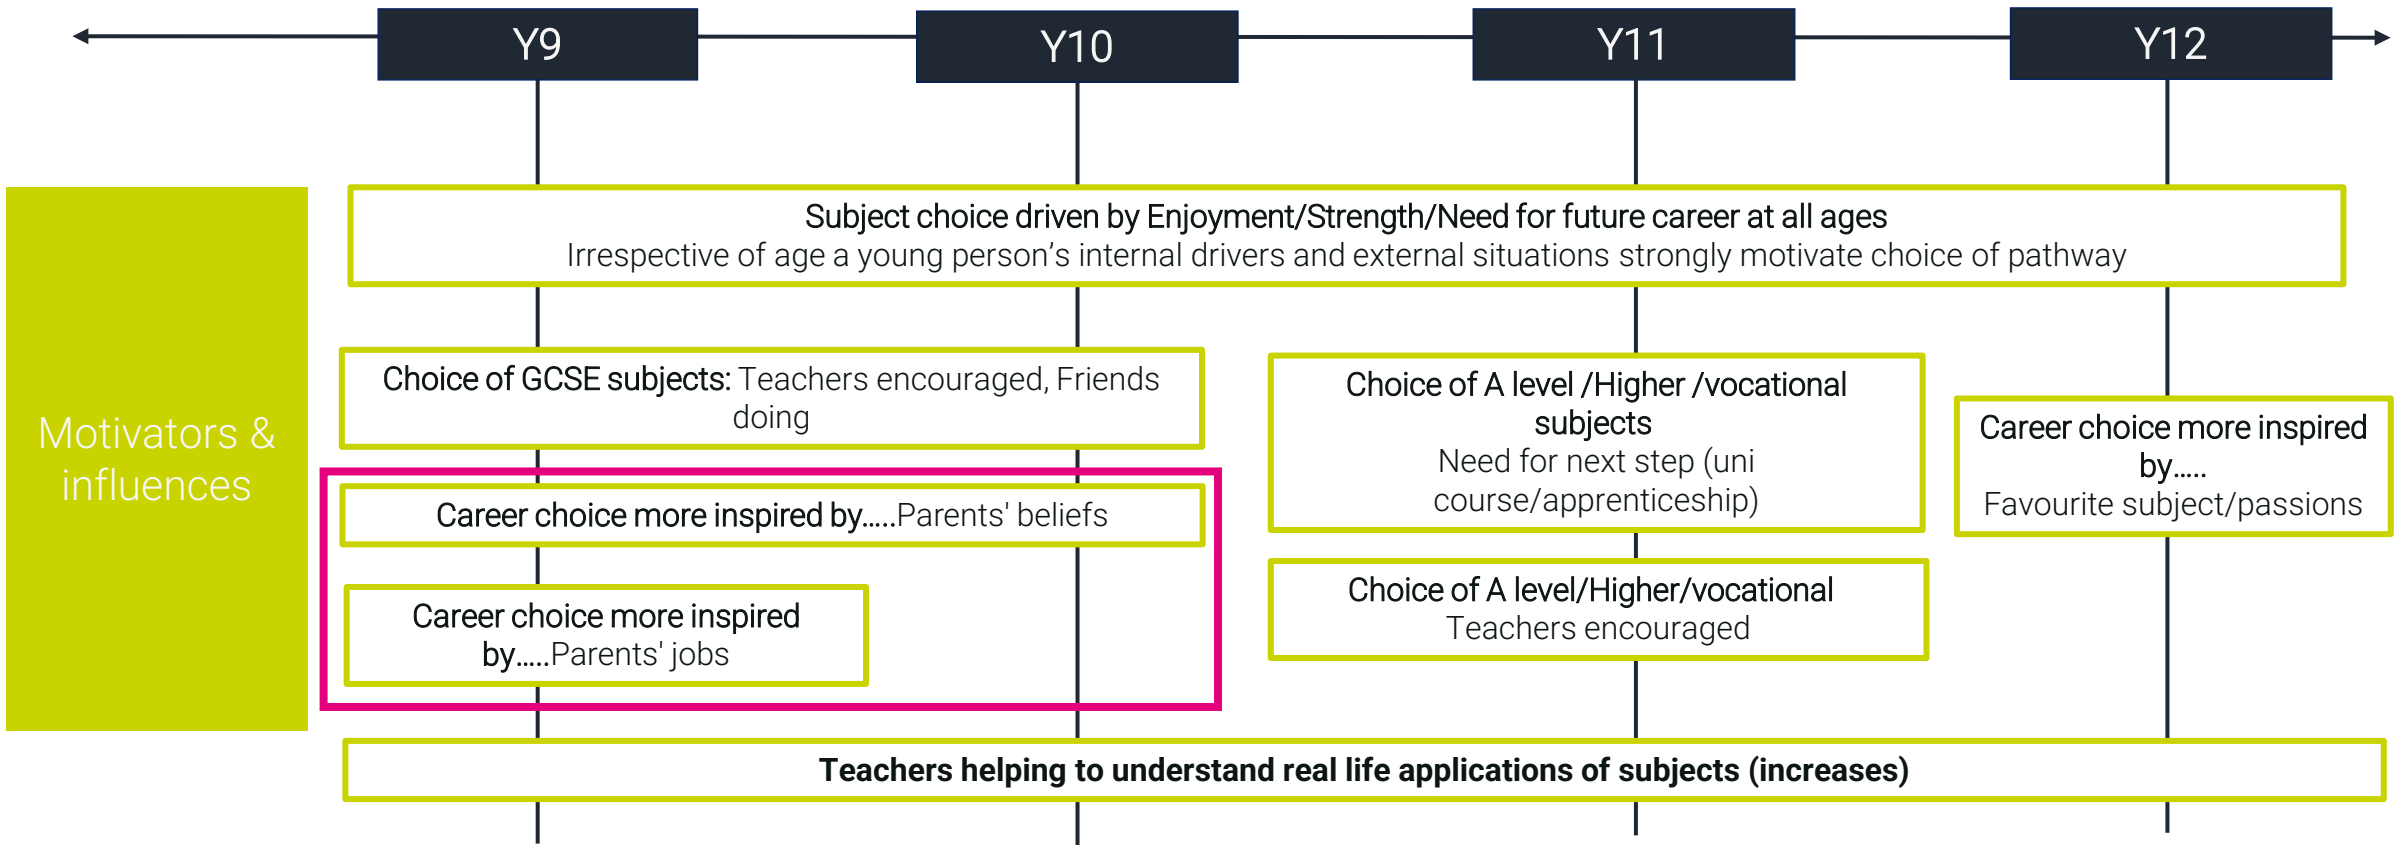 Y9
Y10
Y11
Y12
Motivators &
influences
Subject choice driven by Enjoyment/Strength/Need for future career at all ages
Irrespective of age a young person’s internal drivers and external situations strongly motivate choice of pathway
Choice of GCSE subjects: Teachers encouraged, Friends
doing
Career choice more inspired by…..Parents' beliefs
Career choice more inspired
by…..Parents' jobs
Choice of A level /Higher /vocational
subjects
Need for next step (uni
course/apprenticeship)
Choice of A level/Higher/vocational
Teachers encouraged
Career choice more inspired
by…..
Favourite subject/passions
Teachers helping to understand real life applications of subjects (increases)